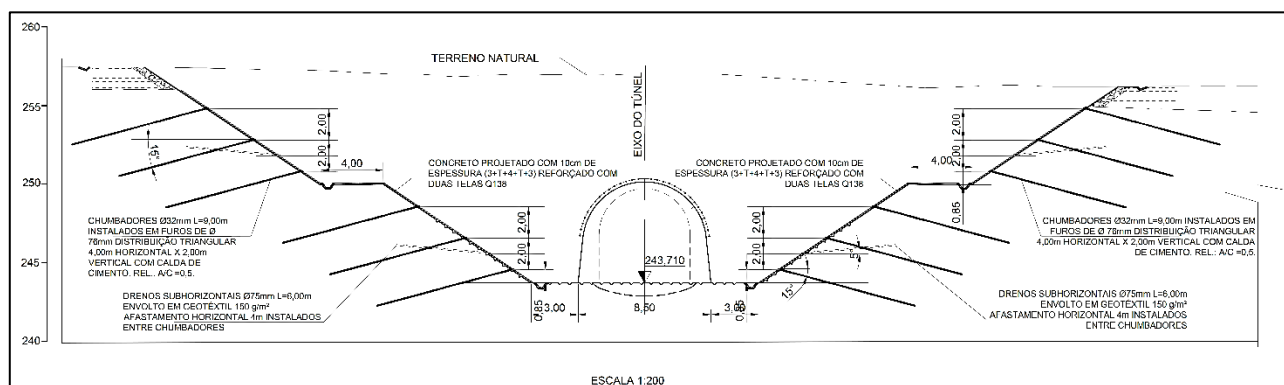 260
255
250
245
240
TERRENO NATURAL
EIXO DO TÚNEL
2,00
2,00
15°
4,00
CONCRETO PROJETADO COM 10cm DE
ESPESSURA (3+T+4+T+3) REFORÇADO COM
DUAS TELAS Q138
CONCRETO PROJETADO COM 10cm DE
ESPESSURA (3+T+4+T+3) REFORÇADO COM
DUAS TELAS Q138
4,00
2,00
2,00
0,85
CHUMBADORES Ø32mm L=9,00m
INSTALADOS EM FUROS DE Ø
76mm DISTRIBUIÇÃO TRIANGULAR
4,00m HORIZONTAL X 2,00m
VERTICAL COM CALDA DE
CIMENTO. REL.: A/C =0.5.
CHUMBADORES Ø32mm L=9,00m INSTALADOS EM
FUROS DE Ø 76mm DISTRIBUIÇÃO TRIANGULAR
4,00m HORIZONTAL X 2,00m VERTICAL COM CALDA
DE CIMENTO. REL.: A/C =0,5.
2,00
2,00
243,710
2,00
2,00
5°
15°
DRENOS SUBHORIZONTAIS Ø75mm L=6,00m
ENVOLTO EM GEOTÊXTIL 150 g/m²
AFASTAMENTO HORIZONTAL 4m INSTALADOS
ENTRE CHUMBADORES
0,85
3,00
8,50
3,00
0,85
DRENOS SUBHORIZONTAIS Ø75mm L=6,00m
ENVOLTO EM GEOTÊXTIL 150 g/m²
AFASTAMENTO HORIZONTAL 4m INSTALADOS
ENTRE CHUMBADORES
ESCALA 1:200